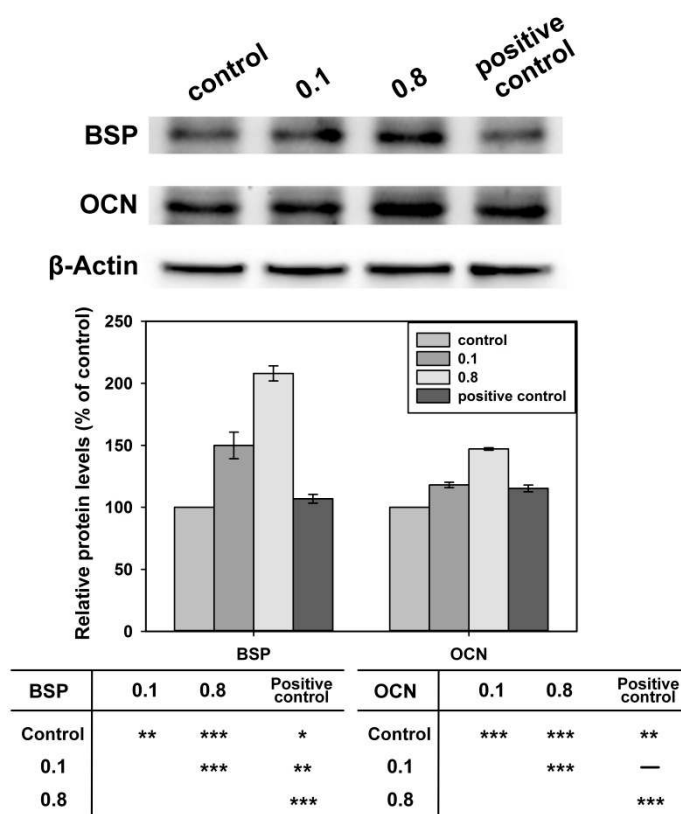 control 0.1 0.8 positive control
BSP
OCN
β-Actin
Relative protein levels (% of control)
250
200
150
100
50
0
control
0.1
0.8
positive control
BSP OCN
BSP 0.1 0.8 Positive control
Control ** *** *
0.1 *** **
0.8 ***
OCN 0.1 0.8 Positive control
Control *** *** **
0.1 *** —
0.8 ***